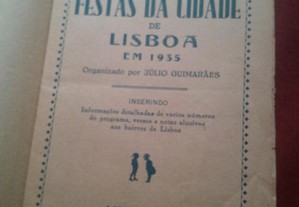 FESTAS DA CIDADE
DE
LISBOA
EM 1935
Organizado por JÚLIO GUIMARÃES
INSERINDO
Informações detalhadas de vários números
do programa, versos e notas alusivas
aos bairros de Lisboa